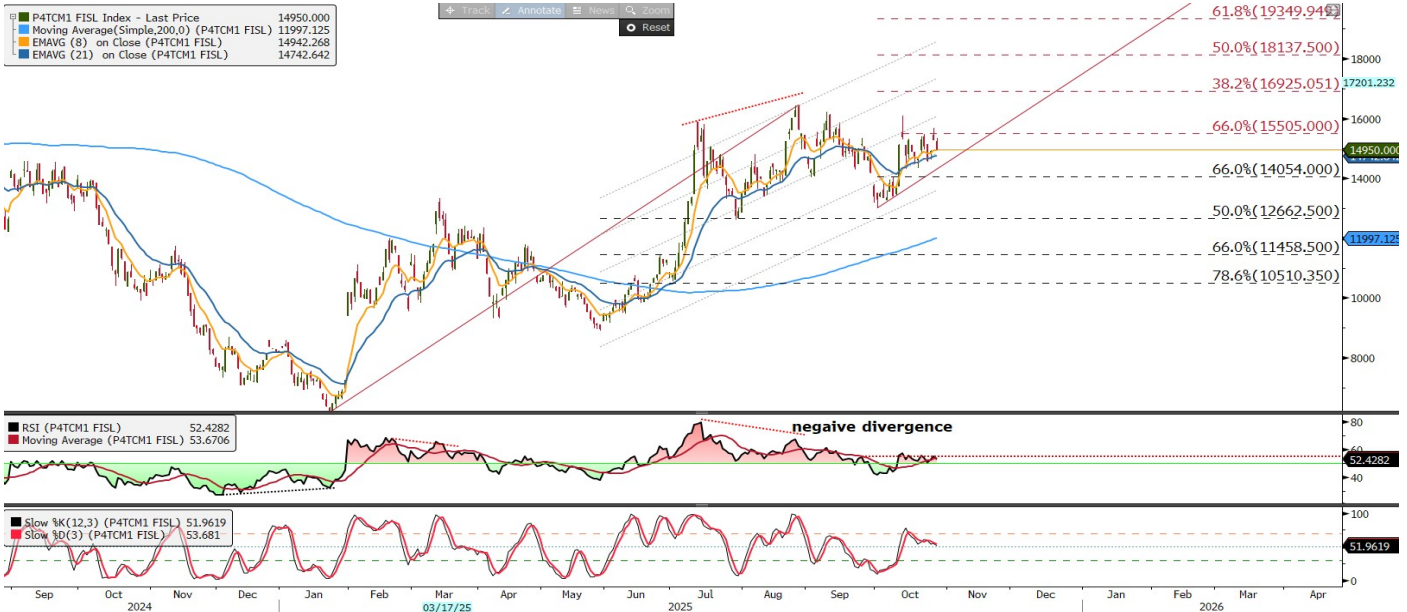 P4TCM1 FISL Index - Last Price 14950.000
Moving Average(Simple,200,0) (P4TCM1 FISL) 11997.125
EMAVG (8) on Close (P4TCM1 FISL) 14942.268
EMAVG (21) on Close (P4TCM1 FISL) 14742.642
Track Annotate News Zoom
Reset
61.8%(19349.949)
50.0%(18137.500)
18000
38.2%(16925.051)
17201.232
16000
66.0%(15505.000)
14950.000
66.0%(14054.000)
14000
50.0%(12662.500)
11997.125
66.0%(11458.500)
78.6%(10510.350)
10000
8000
RSI (P4TCM1 FISL) 52.4282
Moving Average (P4TCM1 FISL) 53.6706
negaive divergence
80
60
52.4282
40
Slow %K(12,3) (P4TCM1 FISL) 51.9619
Slow %D(3) (P4TCM1 FISL) 53.681
100
51.9619
0
Sep Oct Nov Dec Jan Feb Mar Apr May Jun Jul Aug Sep Oct Nov Dec Jan Feb Mar Apr
2024 03/17/25 2025 2026